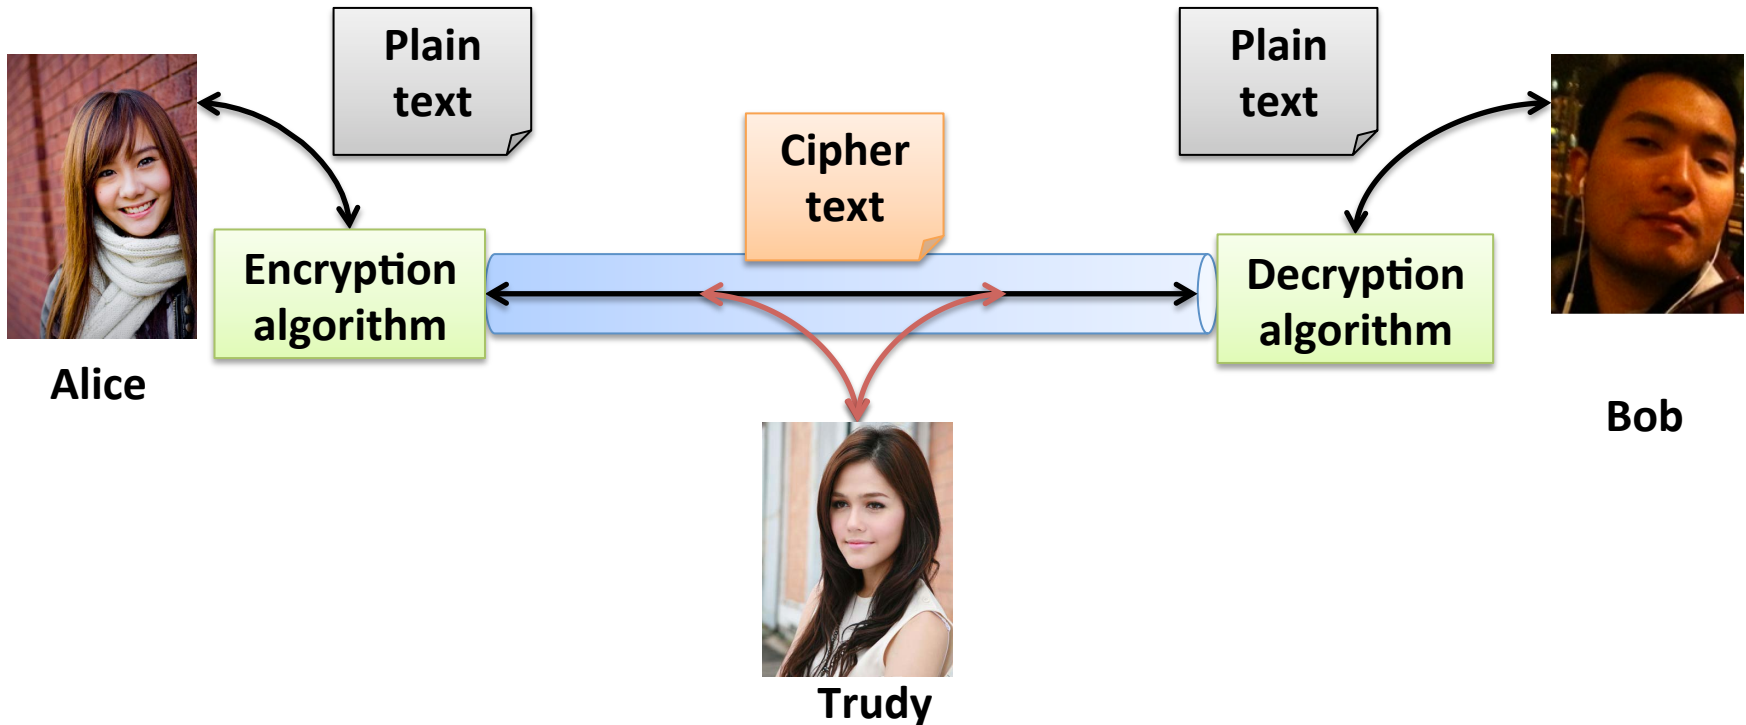 Plain
text
Plain
text
Cipher
text
Encryption
algorithm
Decryption
algorithm
Alice
Bob
Trudy